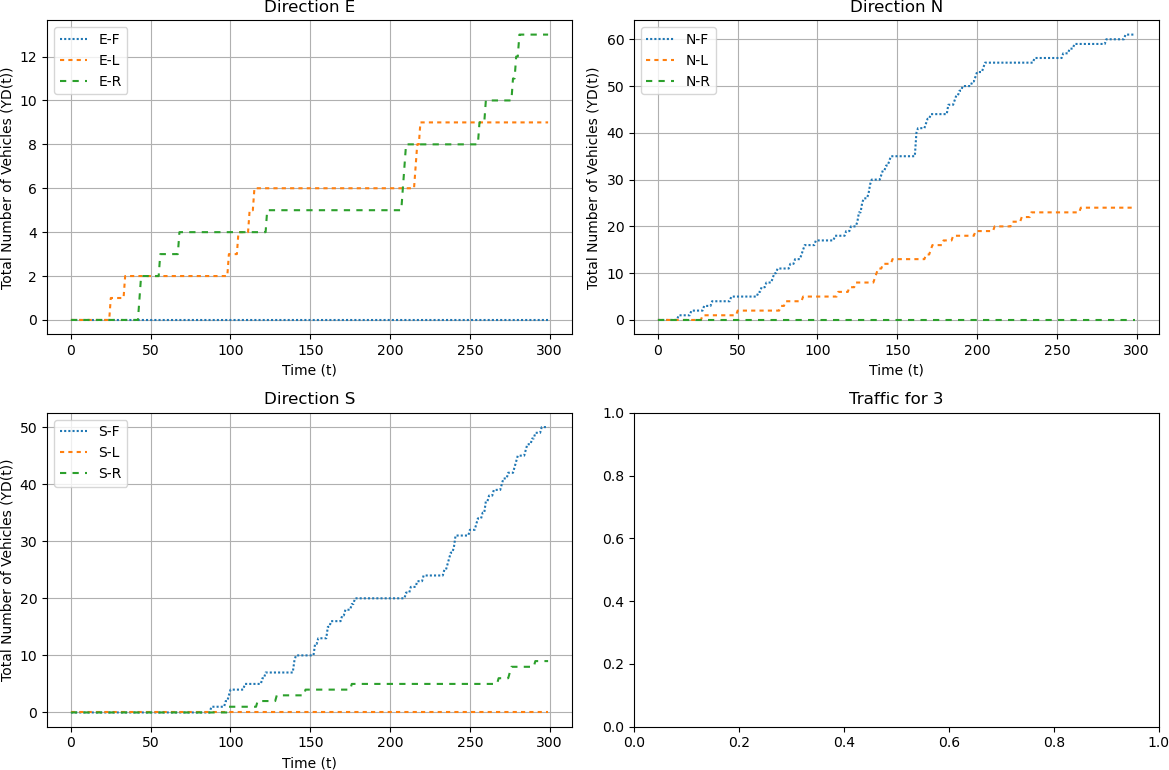 Direction E
Total Number of Vehicles (YD(t))
12
10
8
6
4
2
0
E-F
E-L
E-R
0 50 100 150 200 250 300
Time (t)
Direction N
Total Number of Vehicles (YD(t))
60
50
40
30
20
10
0
N-F
N-L
N-R
0 50 100 150 200 250 300
Time (t)
Direction S
Total Number of Vehicles (YD(t))
50
40
30
20
10
0
S-F
S-L
S-R
0 50 100 150 200 250 300
Time (t)
Traffic for 3
1.0
0.8
0.6
0.4
0.2
0.0
0.0 0.2 0.4 0.6 0.8 1.0